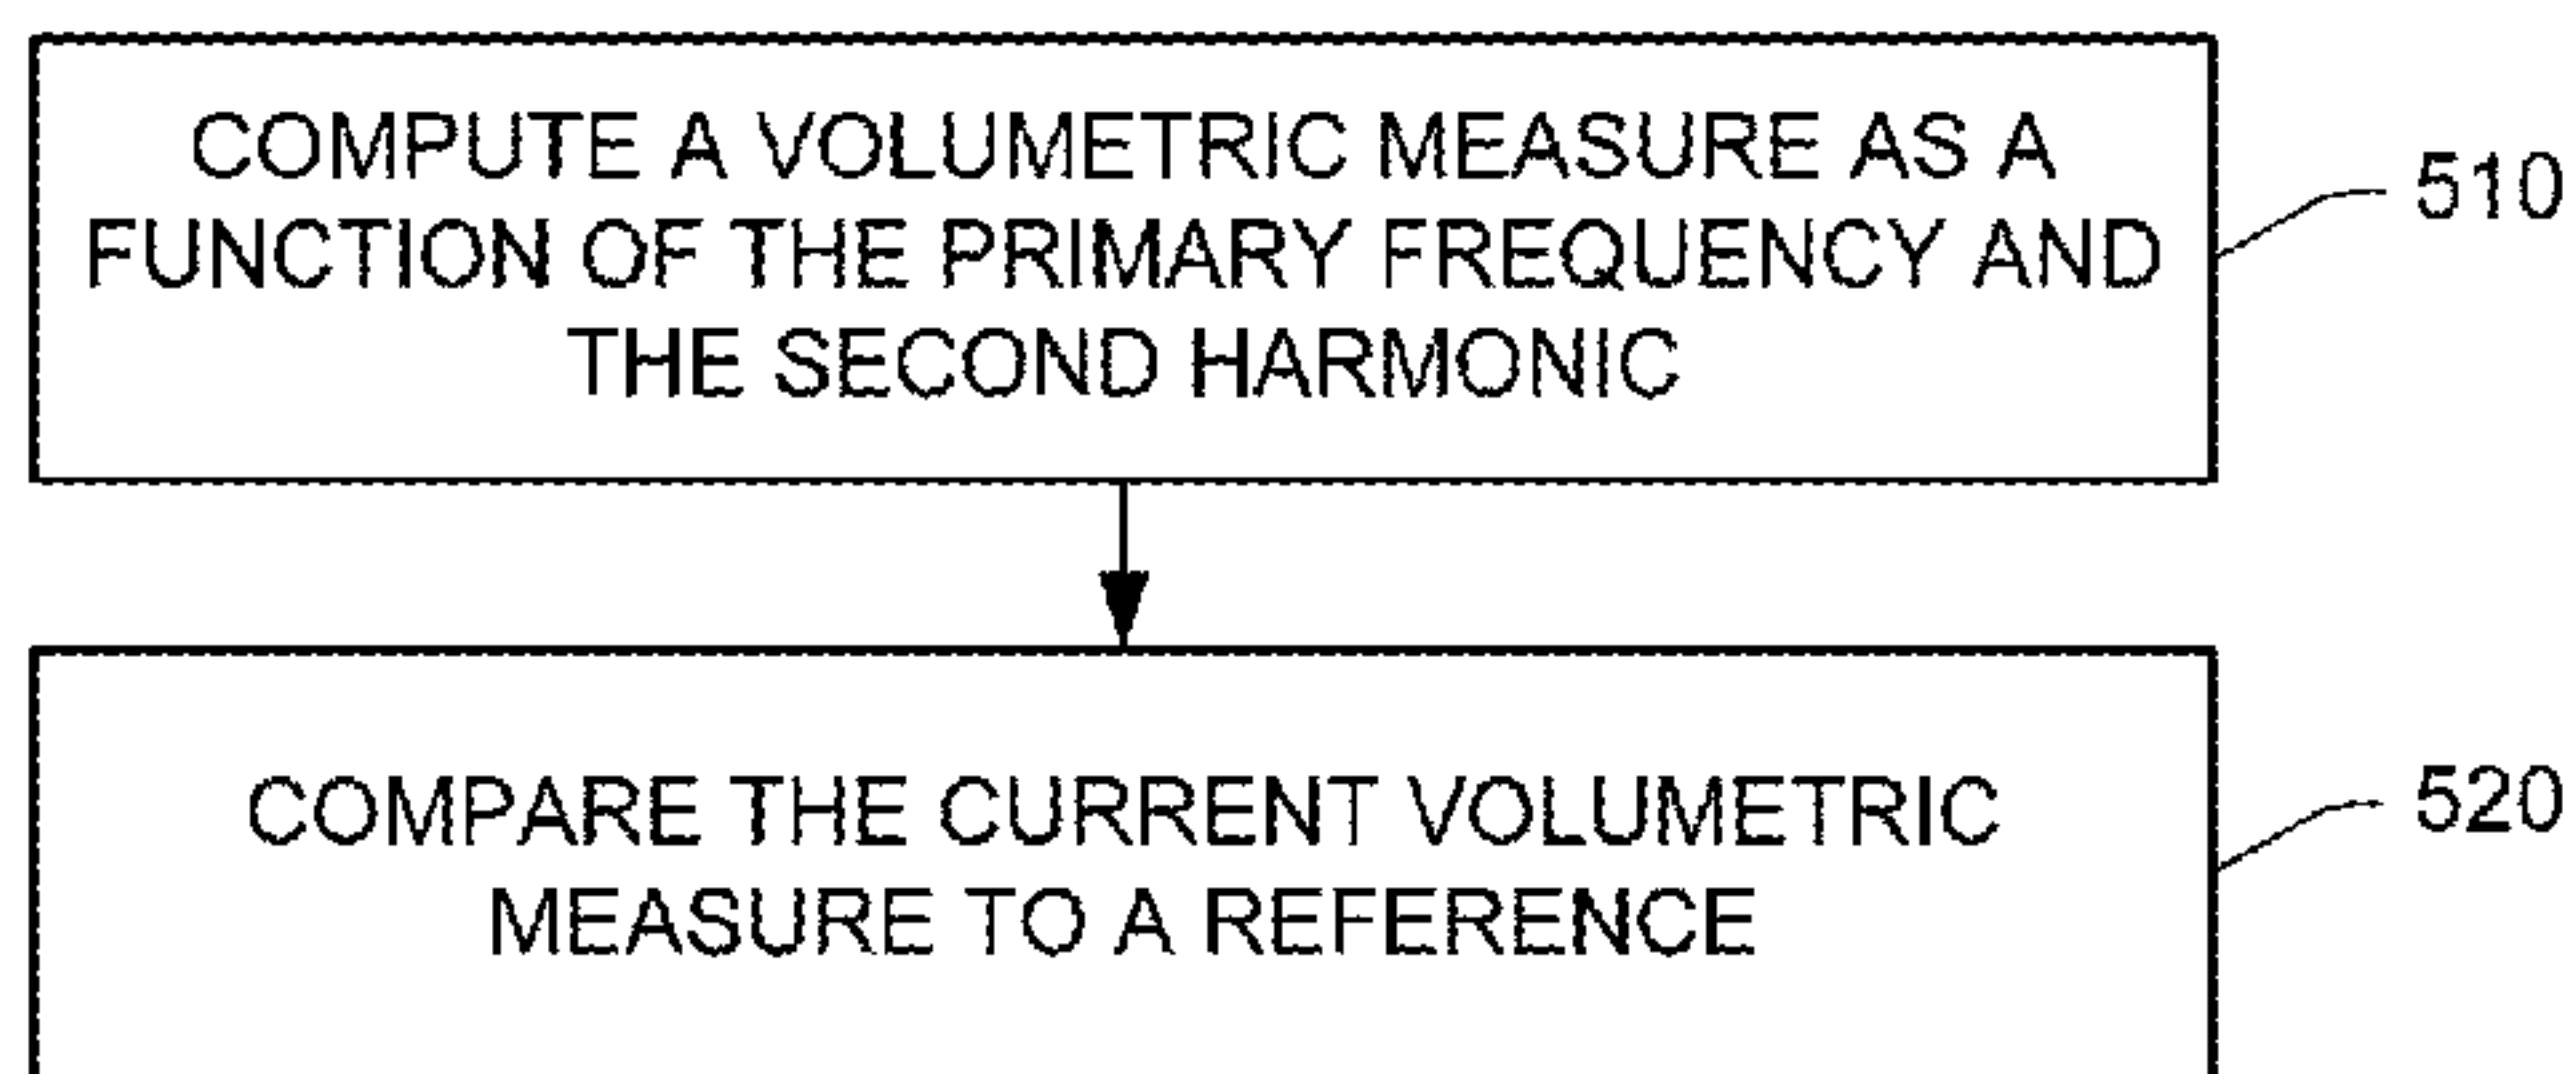 COMPUTE A VOLUMETRIC MEASURE AS A
FUNCTION OF THE PRIMARY FREQUENCY AND
THE SECOND HARMONIC
510
COMPARE THE CURRENT VOLUMETRIC
MEASURE TO A REFERENCE
520